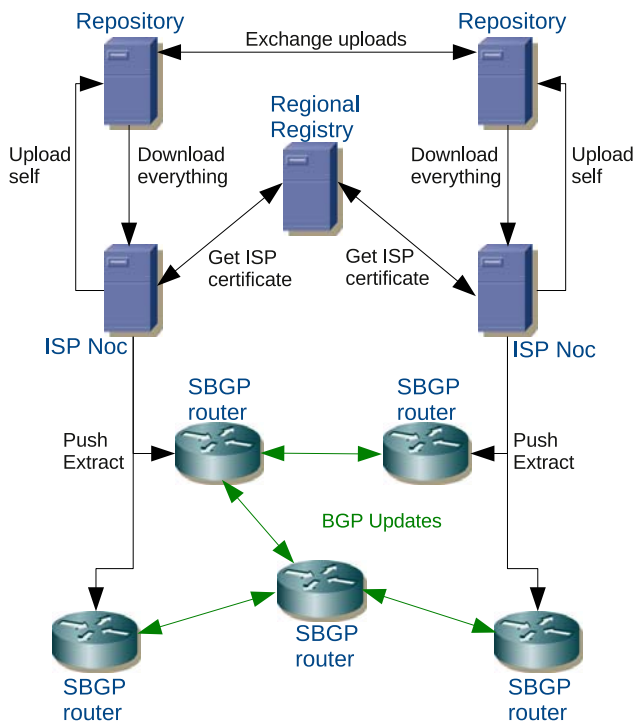 Repository
Repository
Exchange uploads
Regional
Registry
Upload
self
Download
everything
Download
everything
Upload
self
Get ISP
certificate
Get ISP
certificate
ISP Noc
ISP Noc
SBGP
router
SBGP
router
Push
Extract
Push
Extract
BGP Updates
SBGP
router
SBGP
router
SBGP
router